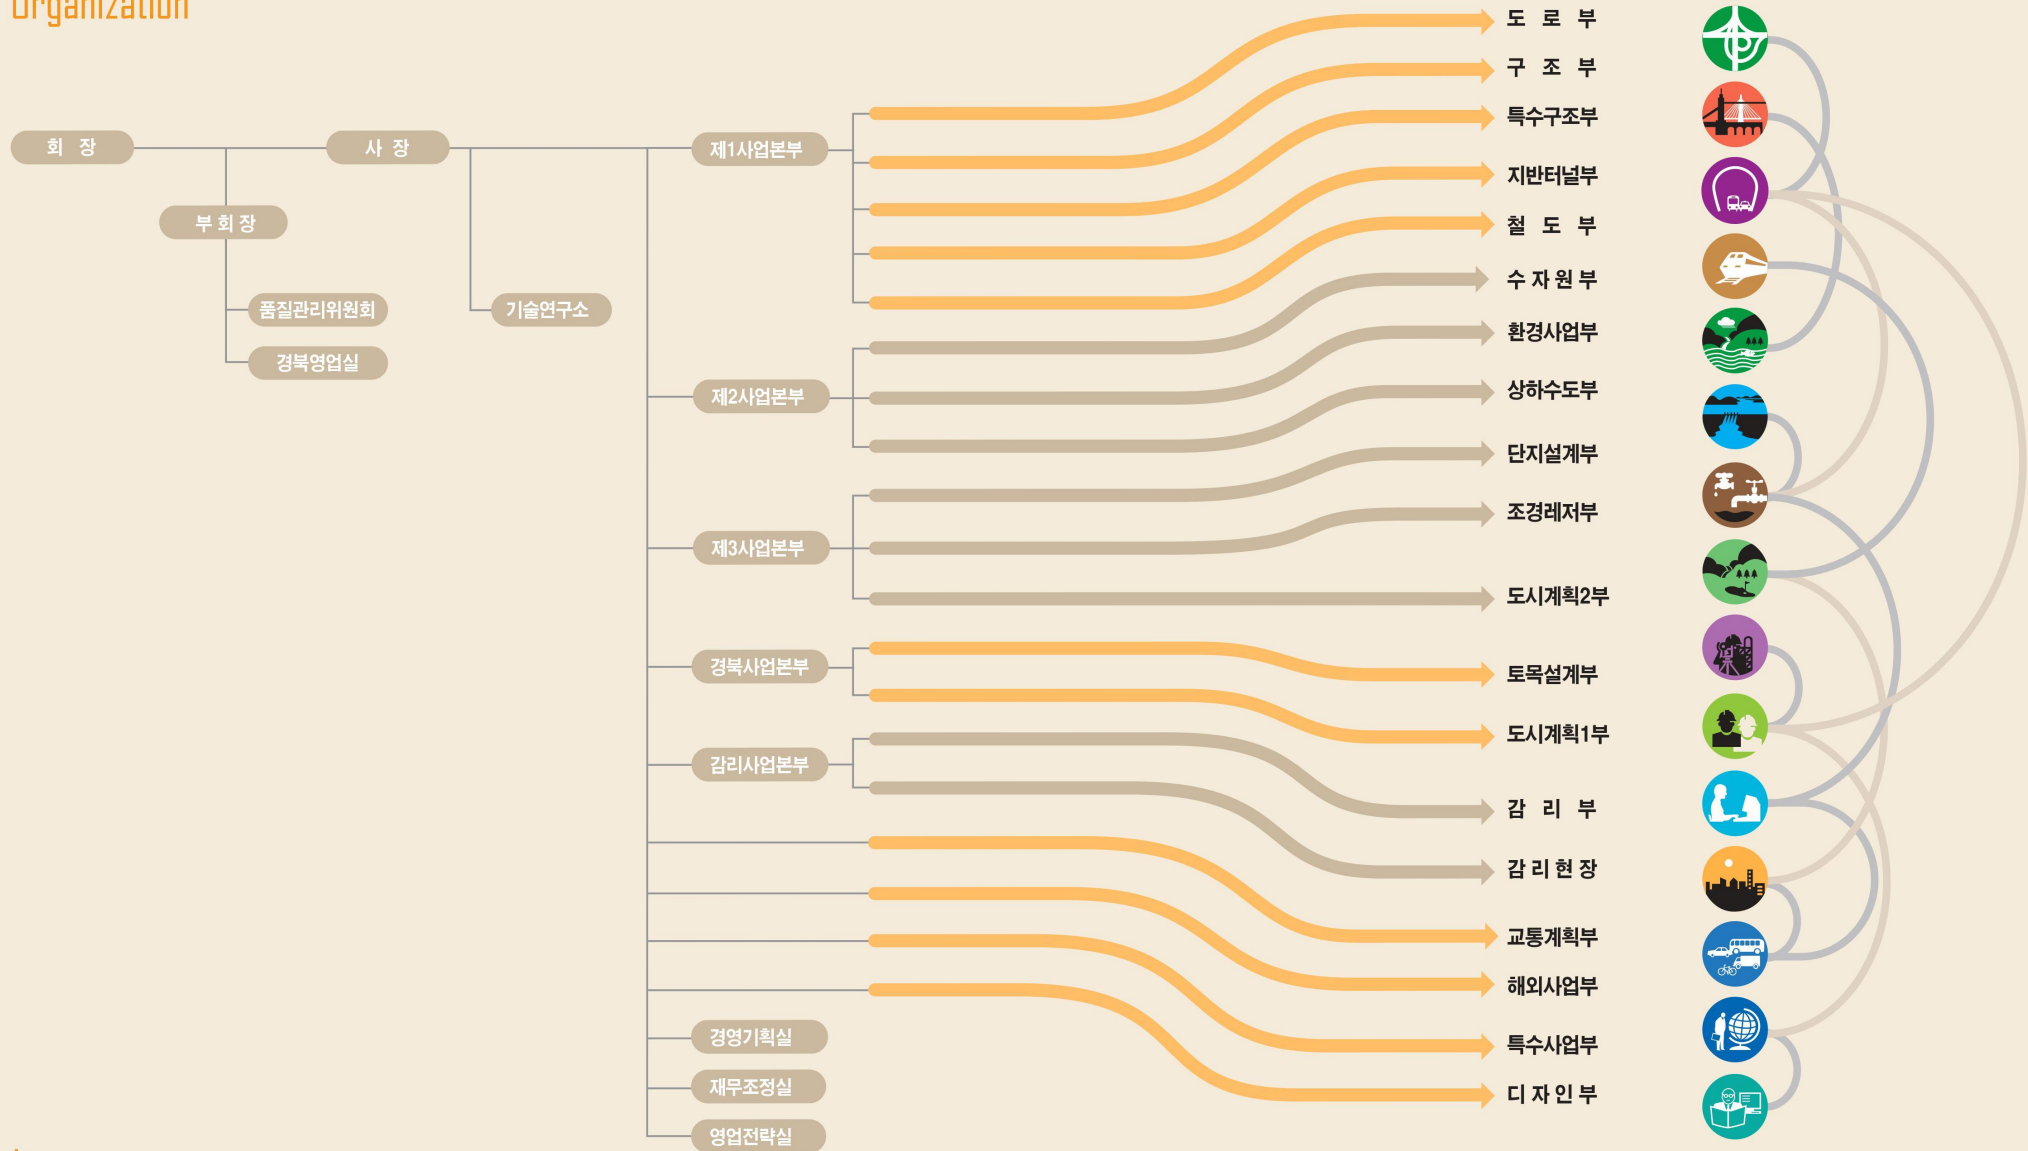 Organization
회 장
사 장
부 회 장
품질관리위원회
경북영업실
기술연구소
제1사업본부
도 로 부
구 조 부
특수구조부
지반터널부
철 도 부
제2사업본부
수 자 원 부
환경사업부
상하수도부
제3사업본부
단지설계부
조경레저부
도시계획2부
경북사업본부
토목설계부
도시계획1부
감리사업본부
감 리 부
감 리 현 장
교통계획부
해외사업부
특수사업부
디 자 인 부
경영기획실
재무조정실
영업전략실